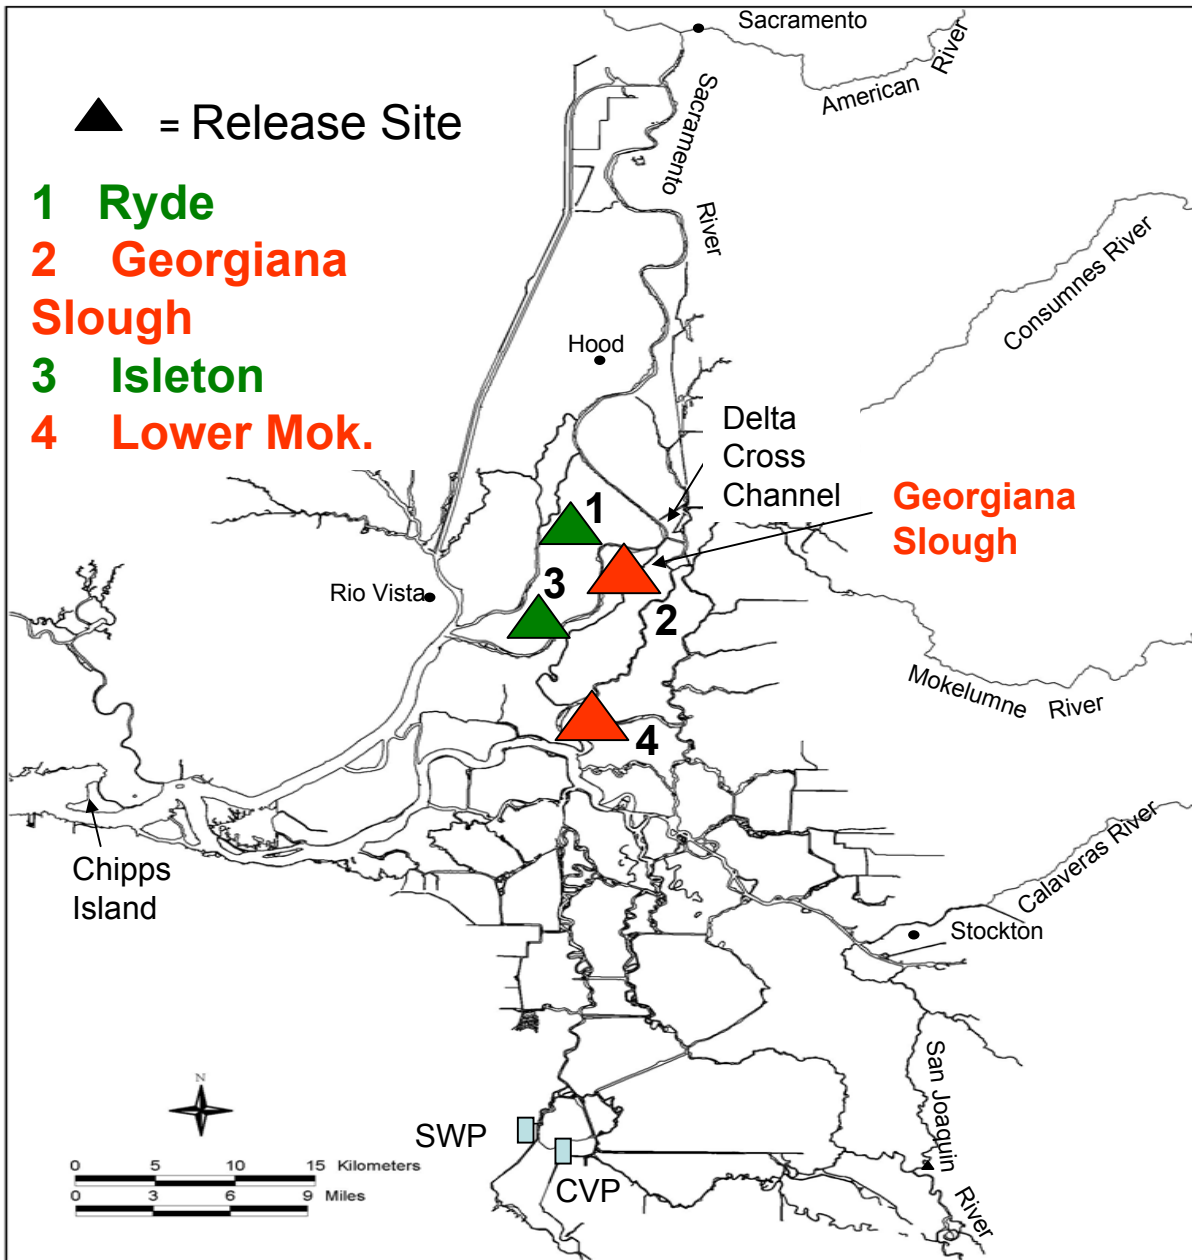 Sacramento
American River
Sacramento River
= Release Site
1 Ryde
2 Georgiana
Slough
3 Isleton
4 Lower Mok.
Consumnes River
Hood
Delta
Cross
Channel
Georgiana
Slough
1
3
2
4
Rio Vista
Mokelumne River
Chipps
Island
Calaveras River
Stockton
San Joaquin River
SWP
CVP
N
0 5 10 15 Kilometers
0 3 6 9 Miles